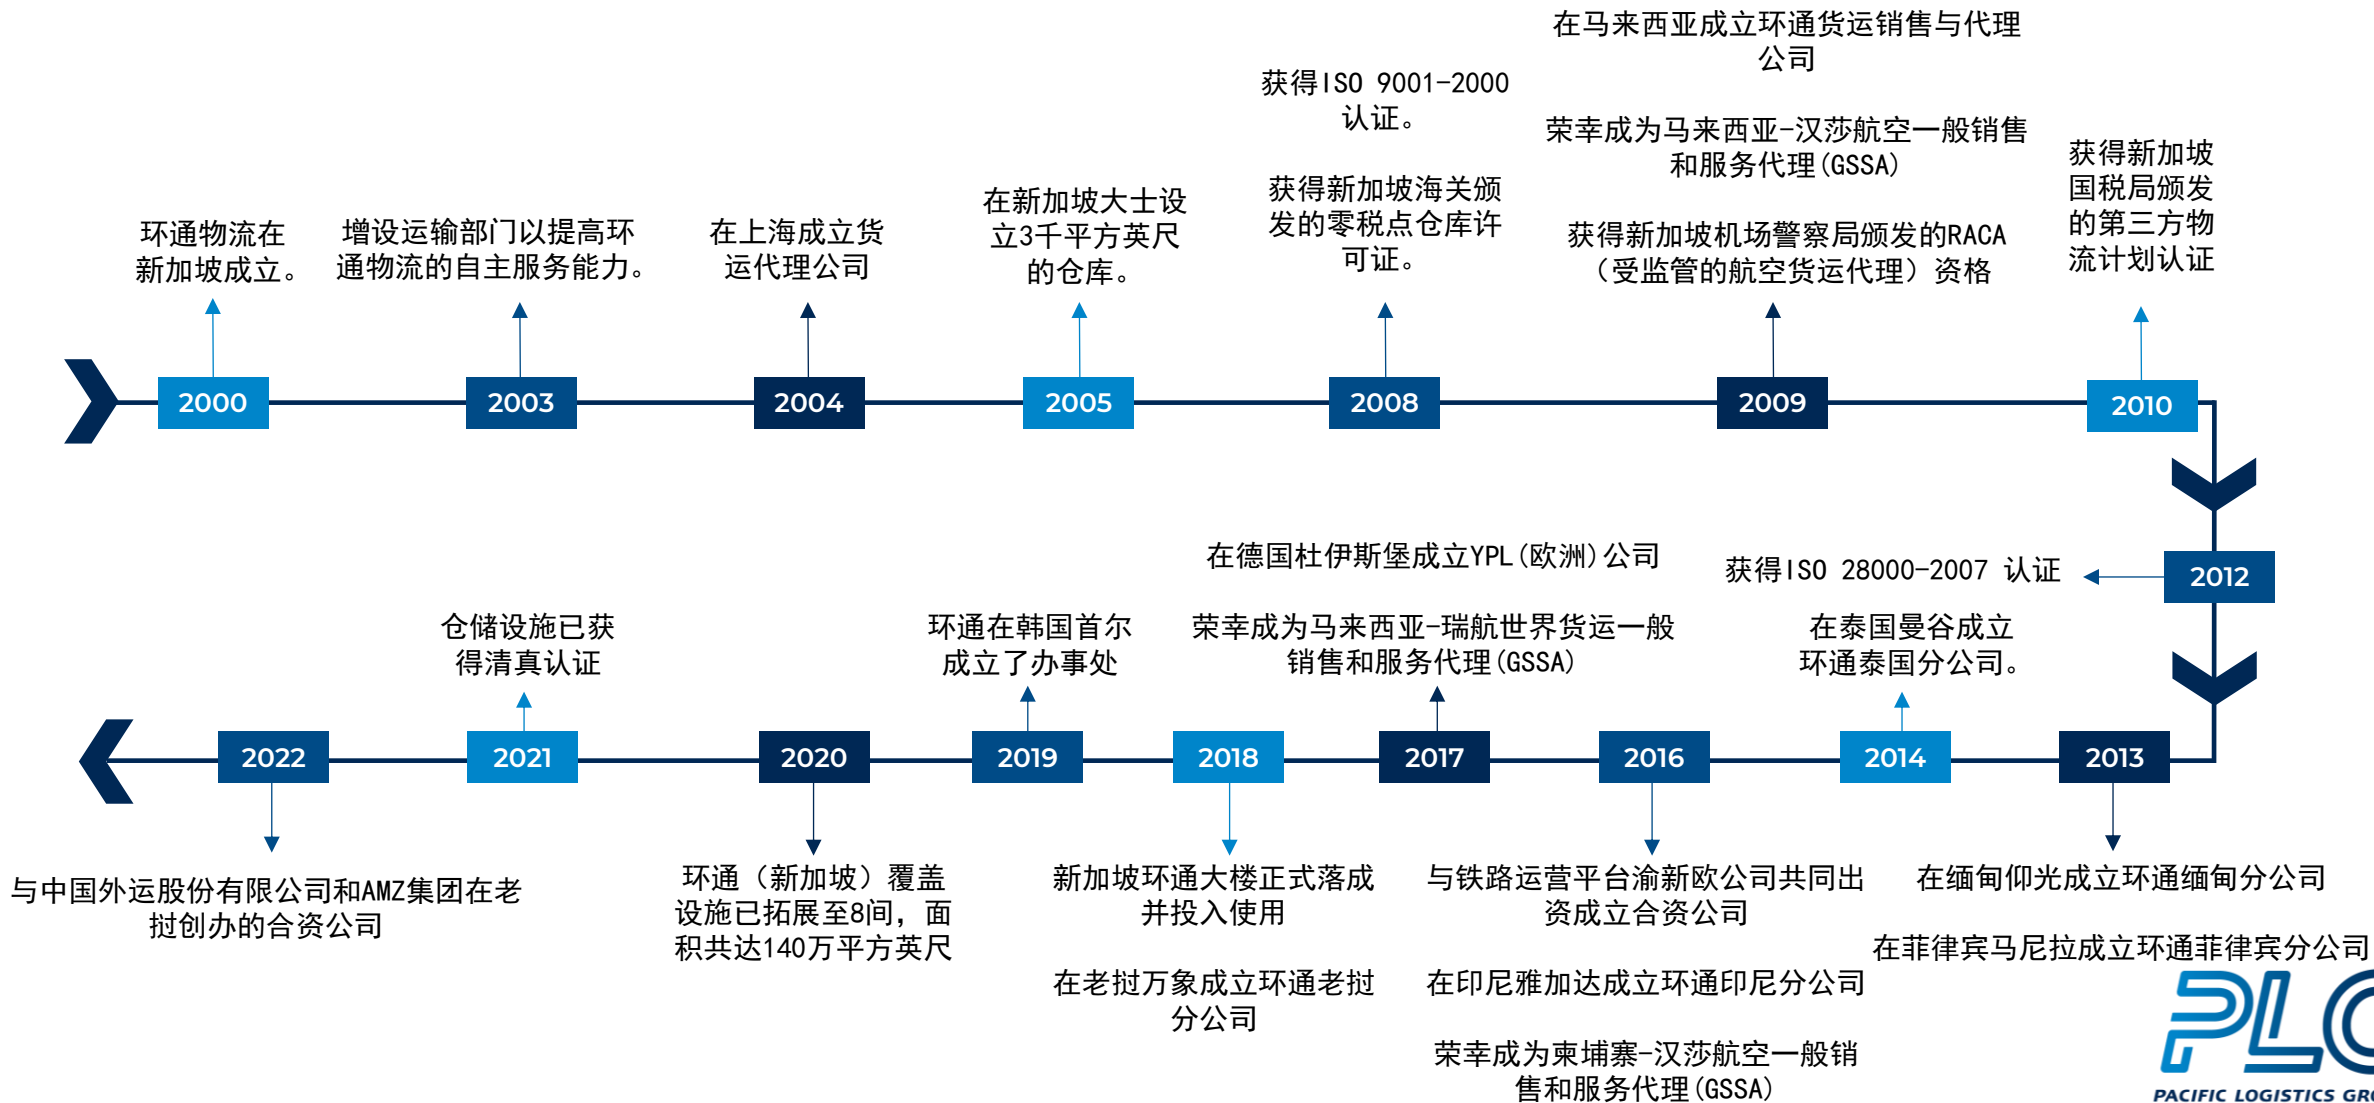 在马来西亚成立环通货运销售与代理
公司
荣幸成为马来西亚-汉莎航空一般销售
和服务代理(GSSA)
获得新加坡机场警察局颁发的RACA
（受监管的航空货运代理）资格
获得ISO 9001-2000
认证。
获得新加坡海关颁
发的零税点仓库许
可证。
获得新加坡
国税局颁发
的第三方物
流计划认证
环通物流在
新加坡成立。
增设运输部门以提高环
通物流的自主服务能力。
在上海成立货
运代理公司
在新加坡大士设
立3千平方英尺
的仓库。
2000
2003
2004
2005
2008
2009
2010
2012
获得ISO 28000-2007 认证
在泰国曼谷成立
环通泰国分公司。
在德国杜伊斯堡成立YPL(欧洲)公司
荣幸成为马来西亚-瑞航世界货运一般
销售和服务代理(GSSA)
环通在韩国首尔
成立了办事处
仓储设施已获
得清真认证
2022
2021
2020
2019
2018
2017
2016
2014
2013
与中国外运股份有限公司和AMZ集团在老
挝创办的合资公司
环通（新加坡）覆盖
设施已拓展至8间，面
积共达140万平方英尺
新加坡环通大楼正式落成
并投入使用
在老挝万象成立环通老挝
分公司
与铁路运营平台渝新欧公司共同出
资成立合资公司
在印尼雅加达成立环通印尼分公司
荣幸成为柬埔寨-汉莎航空一般销
售和服务代理(GSSA)
在缅甸仰光成立环通缅甸分公司
在菲律宾马尼拉成立环通菲律宾分公司
PL
PACIFIC LOGISTICS